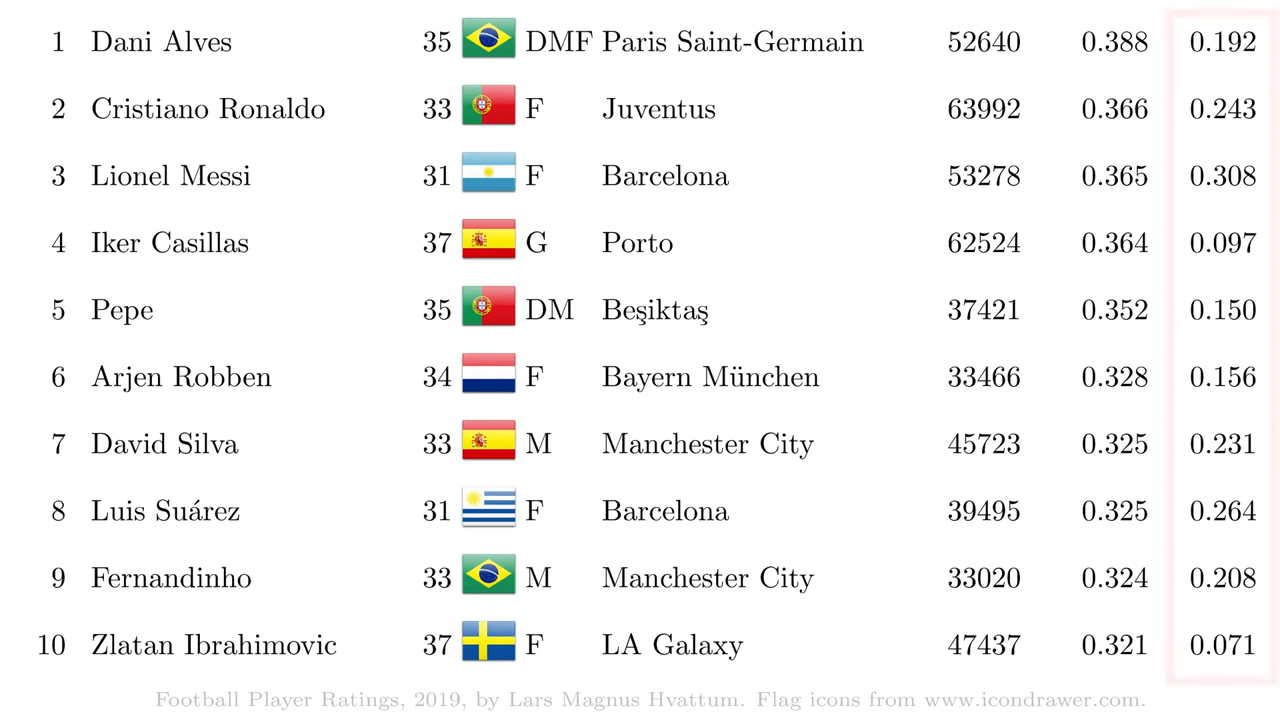 1 Dani Alves 35 DMF Paris Saint-Germain 52640 0.388 0.192
2 Cristiano Ronaldo 33 F Juventus 63992 0.366 0.243
3 Lionel Messi 31 F Barcelona 53278 0.365 0.308
4 Iker Casillas 37 G Porto 62524 0.364 0.097
5 Pepe 35 DM Beşiktaş 37421 0.352 0.150
6 Arjen Robben 34 F Bayern München 33466 0.328 0.156
7 David Silva 33 M Manchester City 45723 0.325 0.231
8 Luis Suárez 31 F Barcelona 39495 0.325 0.264
9 Fernandinho 33 M Manchester City 33020 0.324 0.208
10 Zlatan Ibrahimovic 37 F LA Galaxy 47437 0.321 0.071
Football Player Ratings, 2019, by Lars Magnus Hvattum. Flag icons from www.icondrawer.com.